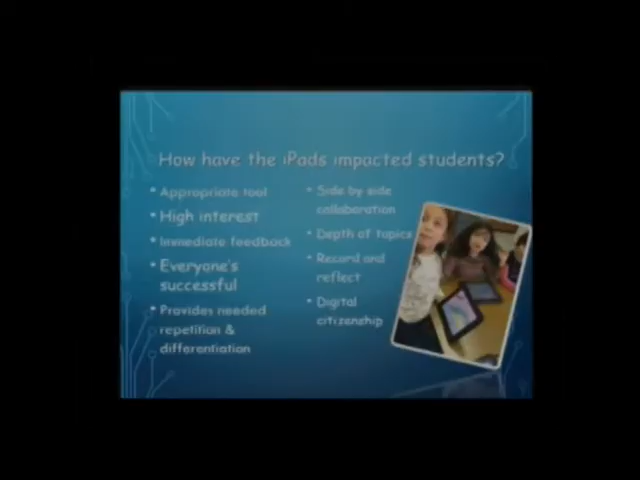 How have the iPads impacted students?
• Appropriate tool
• High interest
• Immediate feedback
• Everyone's
successful
• Provides needed
repetition &
differentiation
• Side by side
collaboration
• Depth of topics
• Record and
reflect
• Digital
citizenship